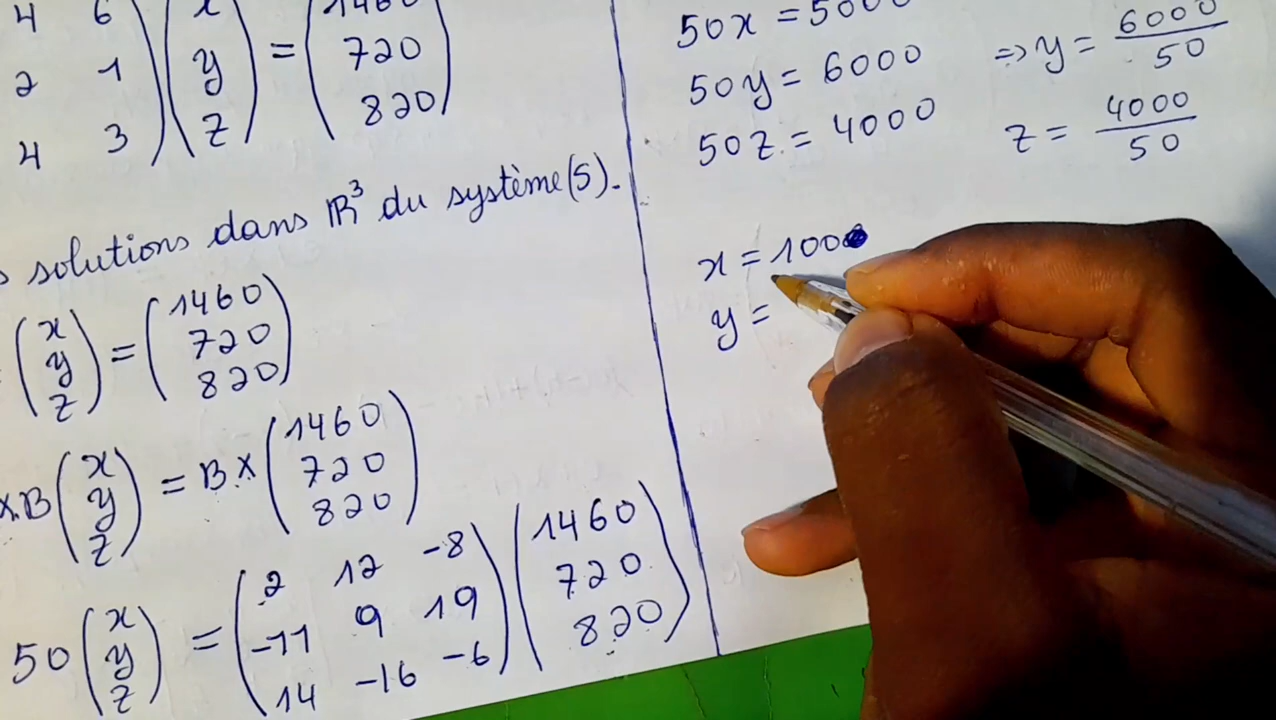 4 6 ) ( x ) ( 1460 )
2 1 ) ( y ) = ( 720 )
4 3 ) ( z ) ( 820 )
solutions dans ℝ³ du système (S).
( x ) ( 1460 )
( y ) = ( 720 )
( z ) ( 820 )
( x ) ( 1460 )
×B ( y ) = B × ( 720 )
( z ) ( 820 )
( x ) ( 2 12 -8 ) ( 1460 )
50 ( y ) = ( -11 9 19 ) ( 720 )
( z ) ( 14 -16 -6 ) ( 820 )
50x = 5000
50y = 6000 ⇒ y = 6000/50
50z = 4000 z = 4000/50
x = 100
y =